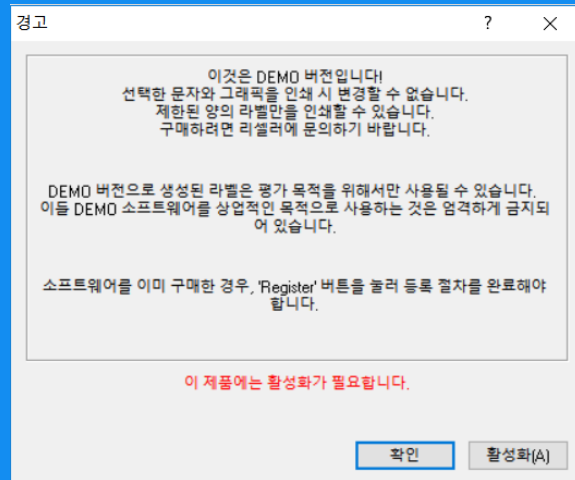 경고
?
이것은 DEMO 버전입니다!
선택한 문자와 그래픽을 인쇄 시 변경할 수 없습니다.
제한된 양의 라벨만을 인쇄할 수 있습니다.
구매하려면 리셀러에 문의하기 바랍니다.
DEMO 버전으로 생성된 라벨은 평가 목적을 위해서만 사용될 수 있습니다.
이들 DEMO 소프트웨어를 상업적인 목적으로 사용하는 것은 엄격하게 금지되
어 있습니다.
소프트웨어를 이미 구매한 경우, 'Register' 버튼을 눌러 등록 절차를 완료해야
합니다.
이 제품에는 활성화가 필요합니다.
확인
활성화(A)